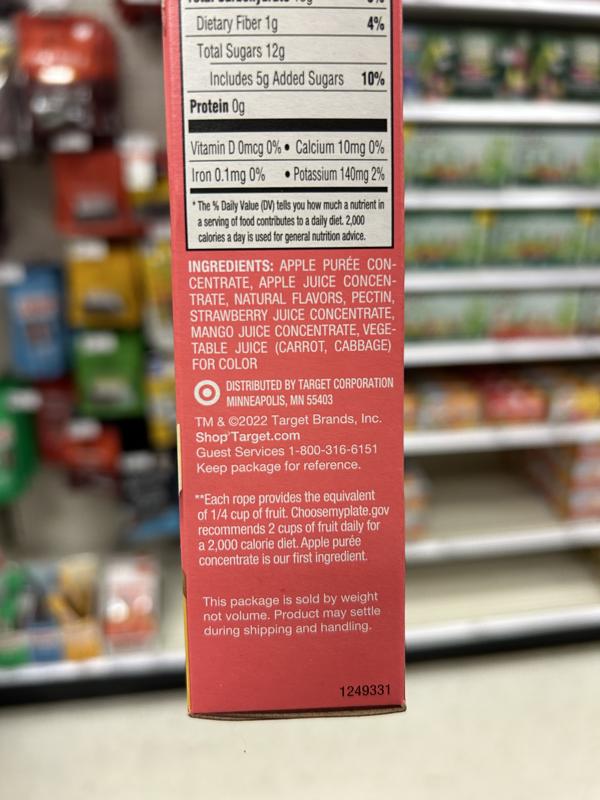 Dietary Fiber 1g 4%
Total Sugars 12g
Includes 5g Added Sugars 10%
Protein 0g
Vitamin D 0mcg 0% • Calcium 10mg 0%
Iron 0.1mg 0% • Potassium 140mg 2%
* The % Daily Value (DV) tells you how much a nutrient in
a serving of food contributes to a daily diet. 2,000
calories a day is used for general nutrition advice.
INGREDIENTS: APPLE PURÉE CON-
CENTRATE, APPLE JUICE CONCEN-
TRATE, NATURAL FLAVORS, PECTIN,
STRAWBERRY JUICE CONCENTRATE,
MANGO JUICE CONCENTRATE, VEGE-
TABLE JUICE (CARROT, CABBAGE)
FOR COLOR
DISTRIBUTED BY TARGET CORPORATION
MINNEAPOLIS, MN 55403
TM & ©2022 Target Brands, Inc.
Shop Target.com
Guest Services 1-800-316-6151
Keep package for reference.
**Each rope provides the equivalent
of 1/4 cup of fruit. Choosemyplate.gov
recommends 2 cups of fruit daily for
a 2,000 calorie diet. Apple purée
concentrate is our first ingredient.
This package is sold by weight
not volume. Product may settle
during shipping and handling.
1249331